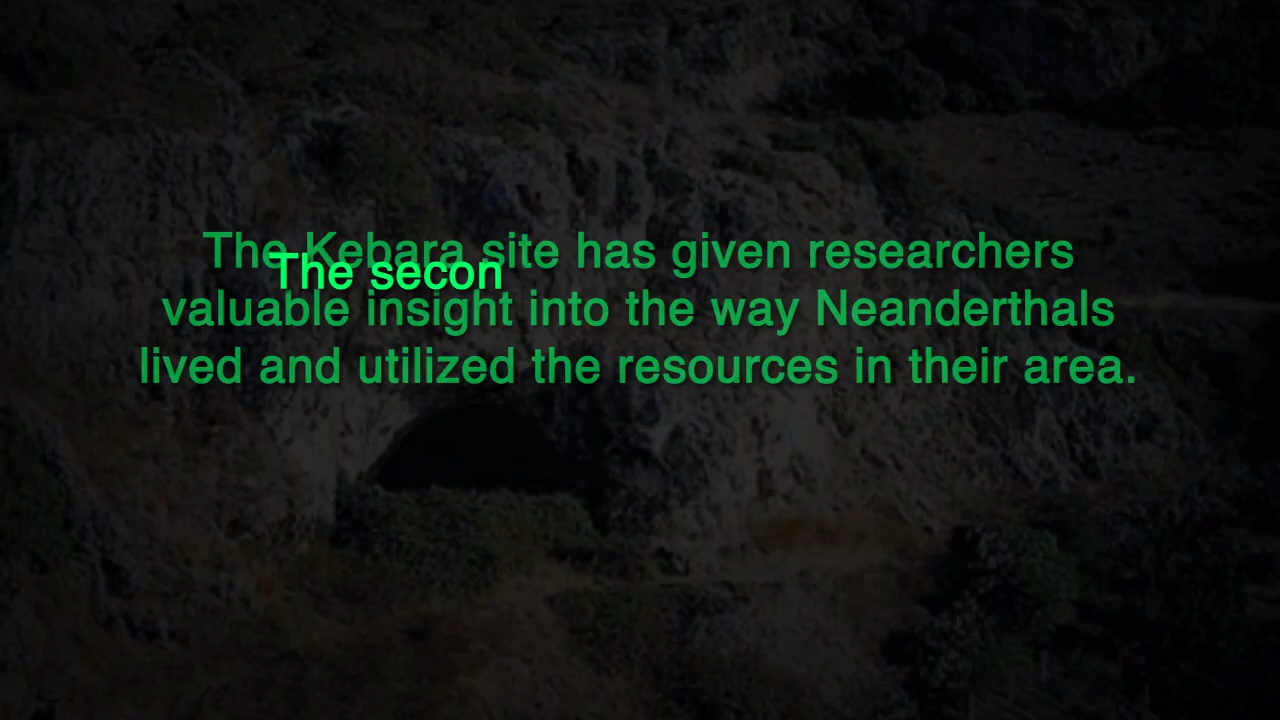 The Kebara site has given researchers
The secon
valuable insight into the way Neanderthals
lived and utilized the resources in their area.